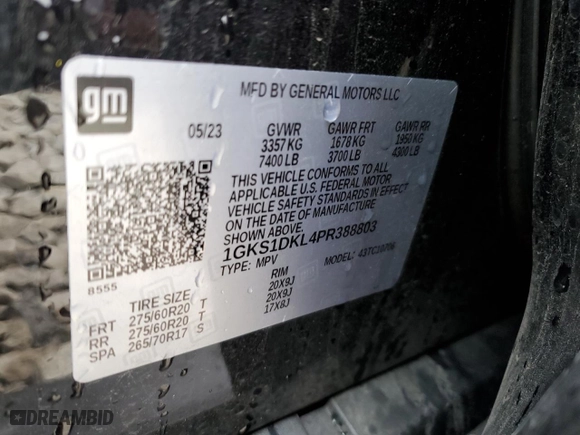 gm
MFD BY GENERAL MOTORS LLC
05/23 GVWR GAWR FRT GAWR RR
3357 KG 1678 KG 1950 KG
7400 LB 3700 LB 4300 LB
THIS VEHICLE CONFORMS TO ALL
APPLICABLE U.S. FEDERAL MOTOR
VEHICLE SAFETY STANDARDS IN EFFECT
ON THE DATE OF MANUFACTURE
SHOWN ABOVE.
1GKS1DKL4PR388803
TYPE: MPV MODEL:
8555
TIRE SIZE RIM
FRT 275/60R20 T 20X9J
RR 275/60R20 T 20X9J
SPA 265/70R17 S 17X8J
DREAMBID